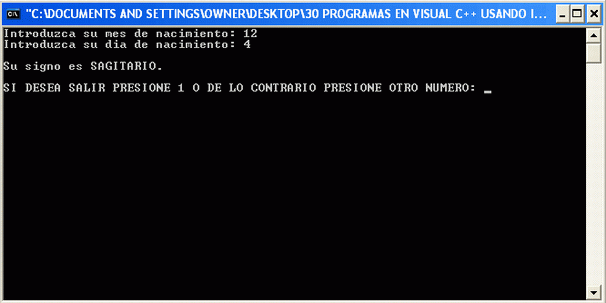 "C:\DOCUMENTS AND SETTINGS\OWNER\DESKTOP\30 PROGRAMAS EN VISUAL C++ USANDO I...
Introduzca su mes de nacimiento: 12
Introduzca su dia de nacimiento: 4
Su signo es SAGITARIO.
SI DESEA SALIR PRESIONE 1 O DE LO CONTRARIO PRESIONE OTRO NUMERO: _